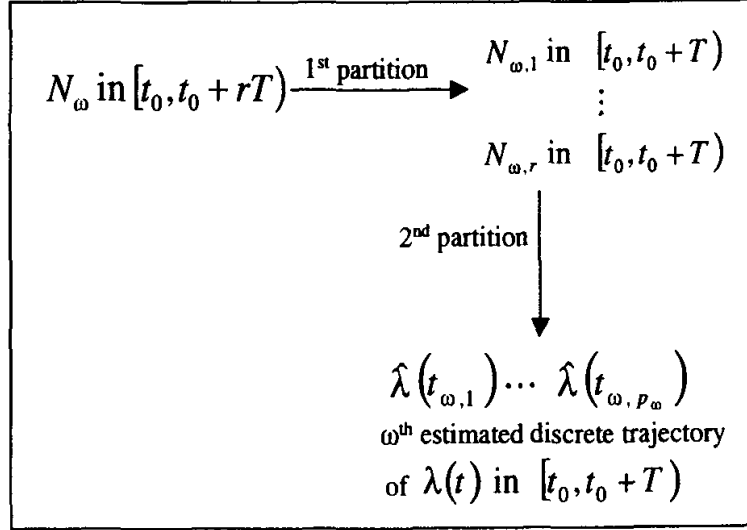 N_ω in [t_0, t_0 + rT) 1st partition N_ω,1 in [t_0, t_0 + T)
⋮
N_ω,r in [t_0, t_0 + T)
2nd partition
λ̂(t_ω,1) ⋯ λ̂(t_ω,p_ω)
ωth estimated discrete trajectory
of λ(t) in [t_0, t_0 + T)